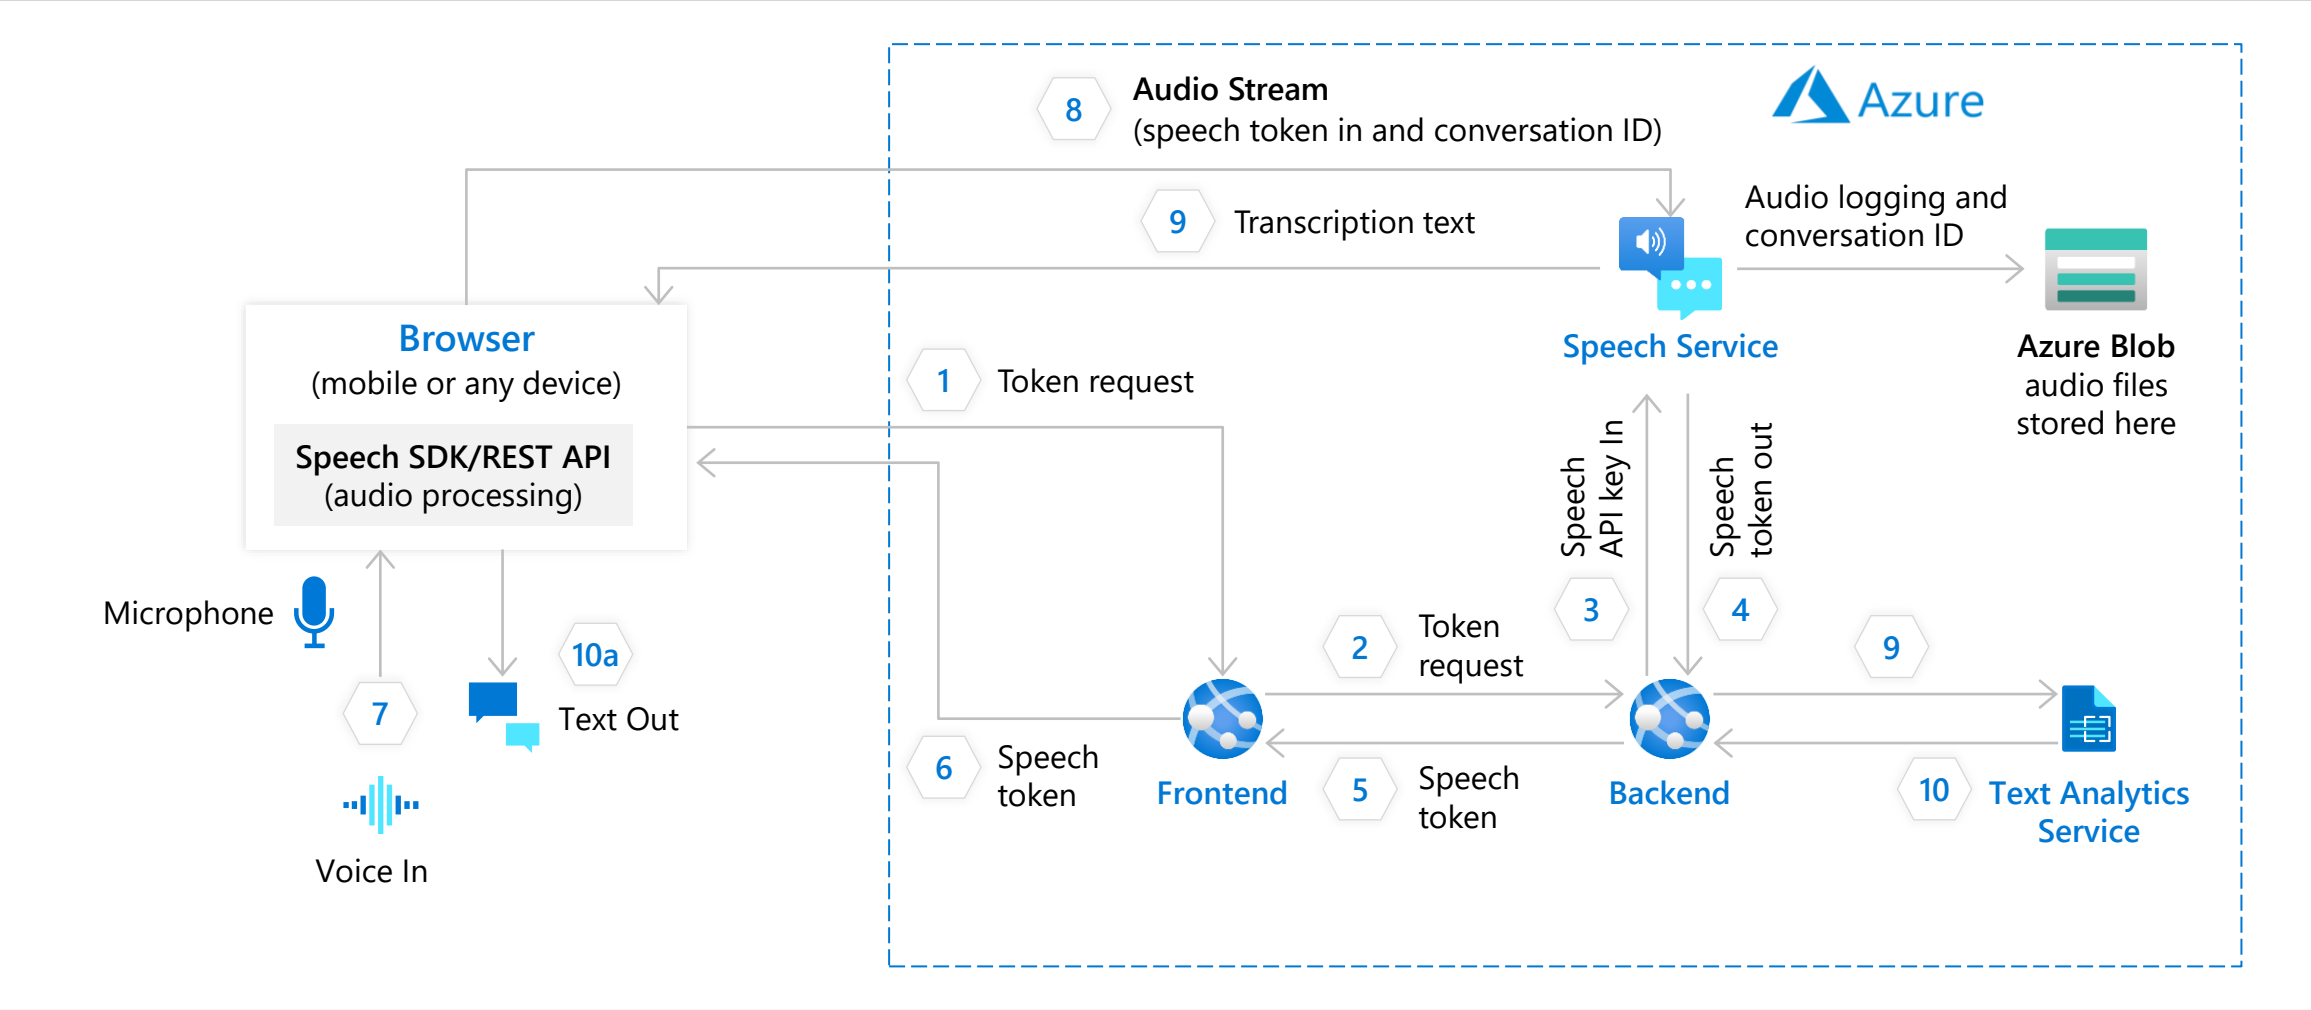 8
Audio Stream
(speech token in and conversation ID)
Azure
9
Transcription text
Audio logging and
conversation ID
Browser
(mobile or any device)
Speech SDK/REST API
(audio processing)
1
Token request
Speech Service
Azure Blob
audio files
stored here
Speech
API key In
Speech
token out
3
4
Microphone
10a
Text Out
7
Voice In
2
Token
request
9
6
Speech
token
Frontend
5
Speech
token
Backend
10
Text Analytics
Service